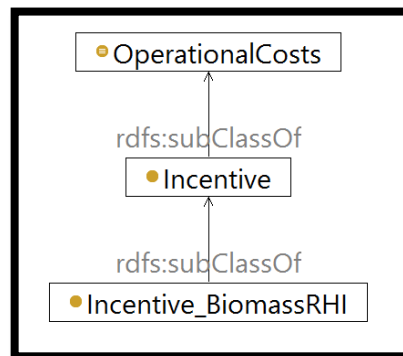 OperationalCosts
rdfs:subClassOf
Incentive
rdfs:subClassOf
Incentive_BiomassRHI